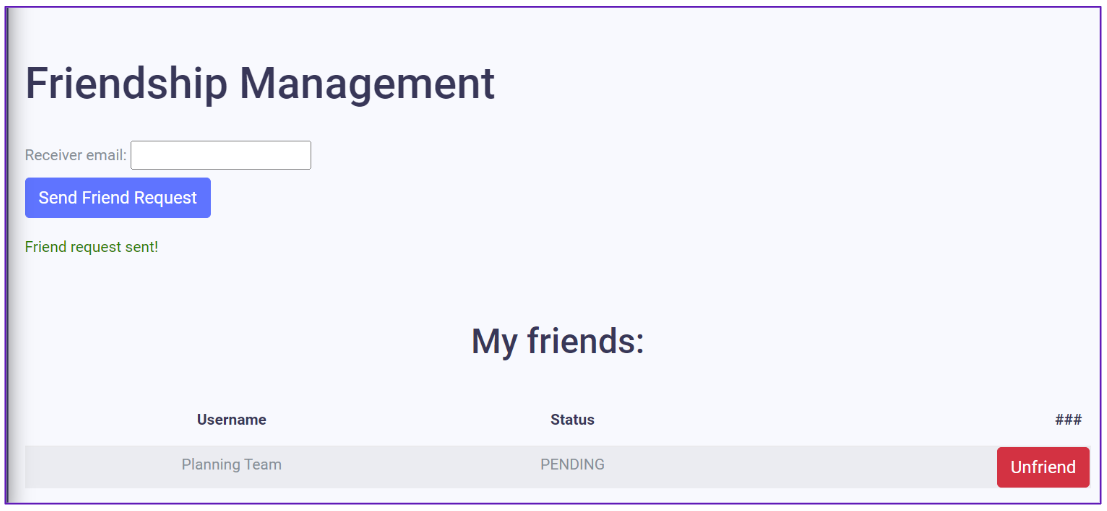 Friendship Management
Receiver email:
Send Friend Request
Friend request sent!
My friends:
Username Status ###
Planning Team PENDING Unfriend